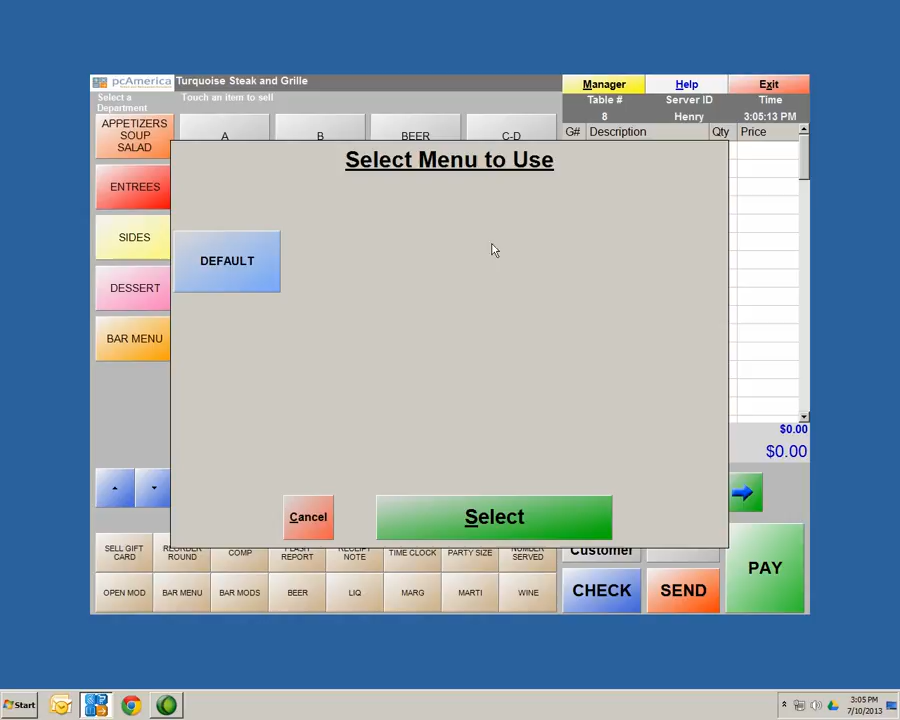 pcAmerica
Turquoise Steak and Grille
Manager
Help
Exit
Select a
Department
Touch an item to sell
Table #
Server ID
Time
8
Henry
3:05:13 PM
APPETIZERS
SOUP
SALAD
A
B
BEER
C-D
G#
Description
Qty
Price
Select Menu to Use
ENTREES
SIDES
DEFAULT
DESSERT
BAR MENU
$0.00
$0.00
Cancel
Select
SELL GIFT
CARD
REORDER
ROUND
COMP
FLASH
REPORT
RECEIPT
NOTE
TIME CLOCK
PARTY SIZE
NUMBER
SERVED
Customer
PAY
OPEN MOD
BAR MENU
BAR MODS
BEER
LIQ
MARG
MARTI
WINE
CHECK
SEND
Start
3:05 PM
7/10/2013